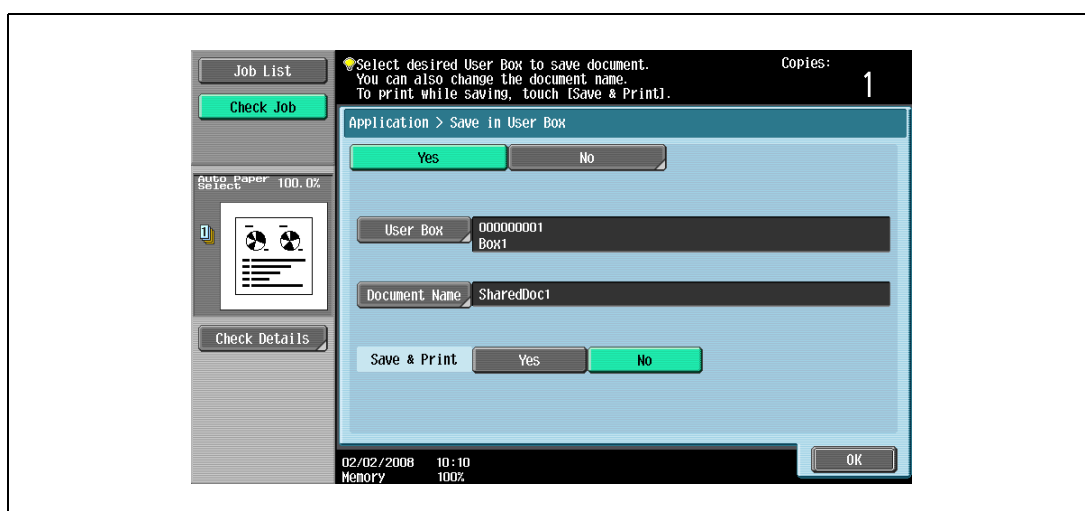 Job List
Check Job
Select desired User Box to save document.
You can also change the document name.
To print while saving, touch [Save & Print].
Copies:
1
Application > Save in User Box
Yes
No
Auto Paper Select
100.0%
1
User Box
000000001
Box1
Document Name
SharedDoc1
Check Details
Save & Print
Yes
No
02/02/2008 10:10
Memory 100%
OK